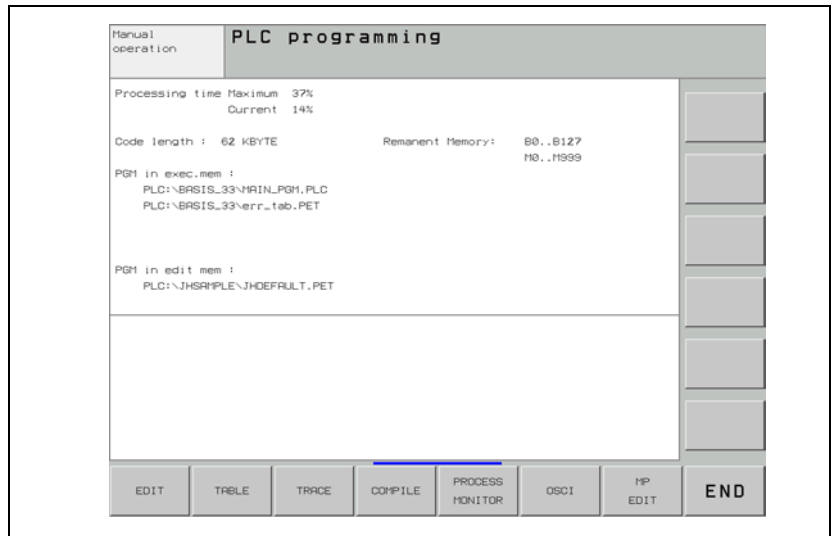 Manual
operation
PLC programming
Processing time Maximum 37%
Current 14%
Code length : 62 KBYTE Remanent Memory: B0..B127
M0..M999
PGM in exec.mem :
PLC:\BASIS_33\MAIN_PGM.PLC
PLC:\BASIS_33\err_tab.PET
PGM in edit mem :
PLC:\JHSAMPLE\JHDEFAULT.PET
EDIT
TABLE
TRACE
COMPILE
PROCESS
MONITOR
OSCI
MP
EDIT
END